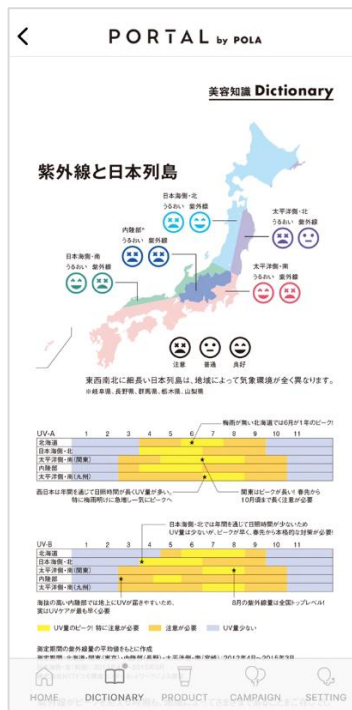 PORTAL by POLA
美容知識 Dictionary
紫外線と日本列島
日本海側・北
うるおい 紫外線
太平洋側・北
うるおい 紫外線
内陸部*
うるおい 紫外線
日本海側・南
うるおい 紫外線
太平洋側・南
うるおい 紫外線
注意 普通 良好
東西南北に細長い日本列島は、地域によって気象環境が全く異なります。
※岐阜県、長野県、群馬県、栃木県、山梨県
梅雨が無い北海道では6月が1年のピーク!
UV-A 1 2 3 4 5 6 7 8 9 10 11
北海道
日本海側・北
太平洋側・南(関東)
内陸部
太平洋側・南(九州)
西日本は年間を通じて日照時間が長くUV量が多い。
特に梅雨明けに急増し一気にピークへ
関東はピークが長い! 春先から
10月頃まで長く注意が必要
日本海側・北では年間を通じて日照時間が少ないため
UV量は少ないが、ピークが早く、春先から本格的な対策が必要!
UV-B 1 2 3 4 5 6 7 8 9 10 11
北海道
日本海側・北
太平洋側・南(関東)
内陸部
太平洋側・南(九州)
海抜の高い内陸部では地上にUVが届きやすいため、
実はUVケアが最も早く必要
8月の紫外線量は全国トップレベル!
UV量のピーク! 特に注意が必要 注意が必要 UV量少ない
測定期間の紫外線量の平均値をもとに作成
HOME DICTIONARY PRODUCT CAMPAIGN SETTING